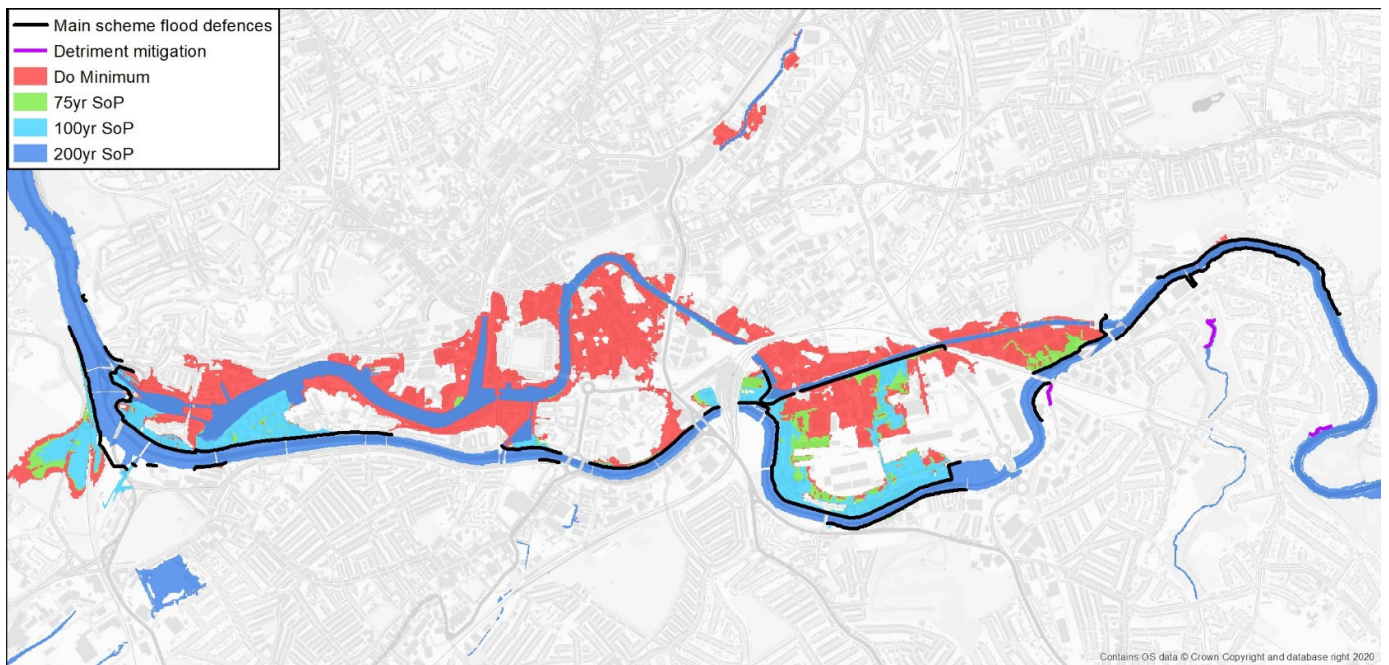 Main scheme flood defences
Detriment mitigation
Do Minimum
75yr SoP
100yr SoP
200yr SoP
Contains OS data © Crown Copyright and database right 2020